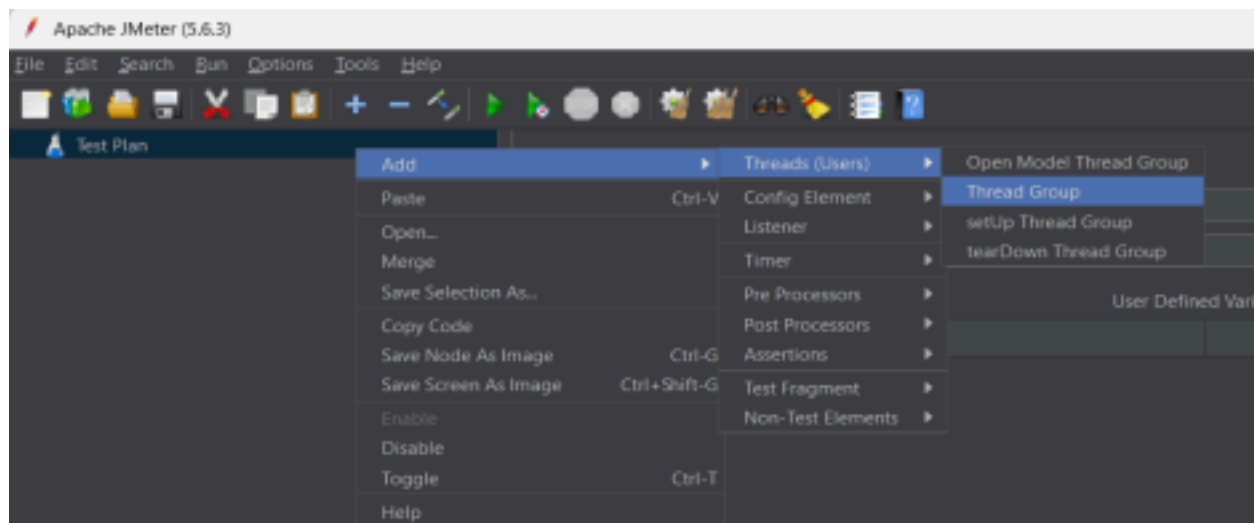 Apache JMeter (5.6.3)
File Edit Search Run Options Tools Help
Test Plan
Add
Paste Ctrl-V
Open...
Merge
Save Selection As...
Copy Code
Save Node As Image Ctrl-G
Save Screen As Image Ctrl+Shift-G
Enable
Disable
Toggle Ctrl-T
Help
Threads (Users)
Config Element
Listener
Timer
Pre Processors
Post Processors
Assertions
Test Fragment
Non-Test Elements
Open Model Thread Group
Thread Group
setUp Thread Group
tearDown Thread Group
User Defined Vari